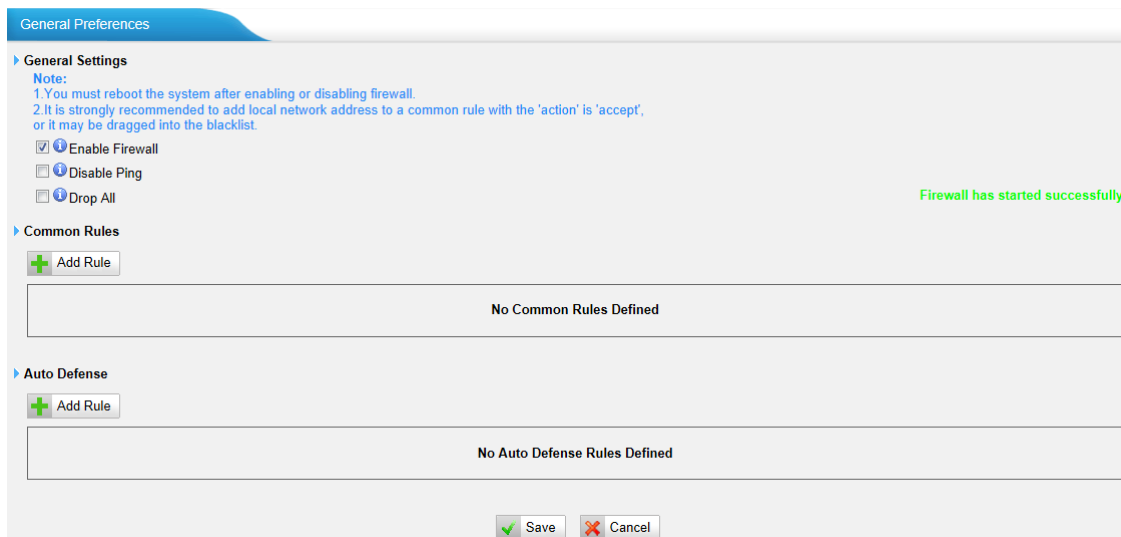 General Preferences
General Settings
Note:
1.You must reboot the system after enabling or disabling firewall.
2.It is strongly recommended to add local network address to a common rule with the 'action' is 'accept',
or it may be dragged into the blacklist.
Enable Firewall
Disable Ping
Drop All
Firewall has started successfully
Common Rules
Add Rule
No Common Rules Defined
Auto Defense
Add Rule
No Auto Defense Rules Defined
Save Cancel